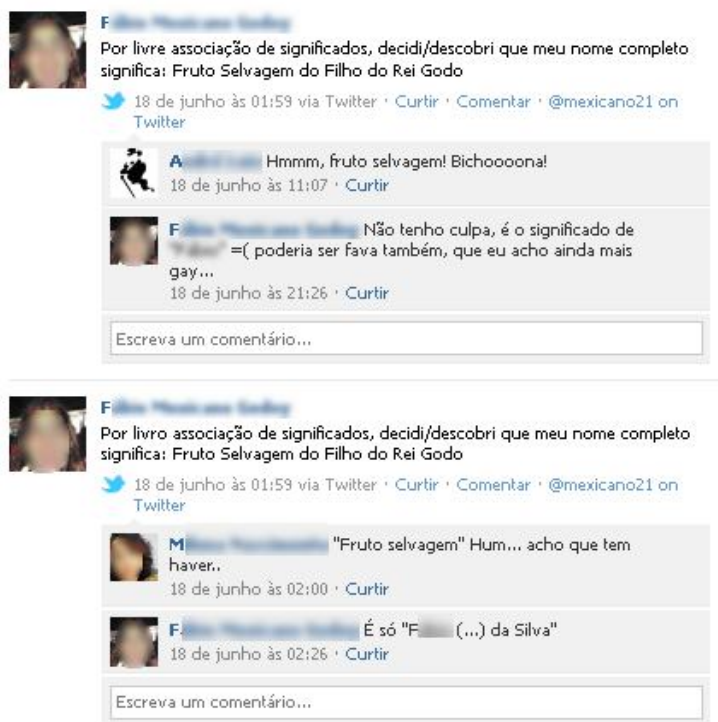 F
Por livre associação de significados, decidi/descobri que meu nome completo
significa: Fruto Selvagem do Filho do Rei Godo
18 de junho às 01:59 via Twitter · Curtir · Comentar · @mexicano21 on
Twitter
A Hmmm, fruto selvagem! Bichoooona!
18 de junho às 11:07 · Curtir
F Não tenho culpa, é o significado de
=( poderia ser fava também, que eu acho ainda mais
gay...
18 de junho às 21:26 · Curtir
Escreva um comentário...
F
Por livro associação de significados, decidi/descobri que meu nome completo
significa: Fruto Selvagem do Filho do Rei Godo
18 de junho às 01:59 via Twitter · Curtir · Comentar · @mexicano21 on
Twitter
M "Fruto selvagem" Hum... acho que tem
haver..
18 de junho às 02:00 · Curtir
F É só "F (...) da Silva"
18 de junho às 02:26 · Curtir
Escreva um comentário...